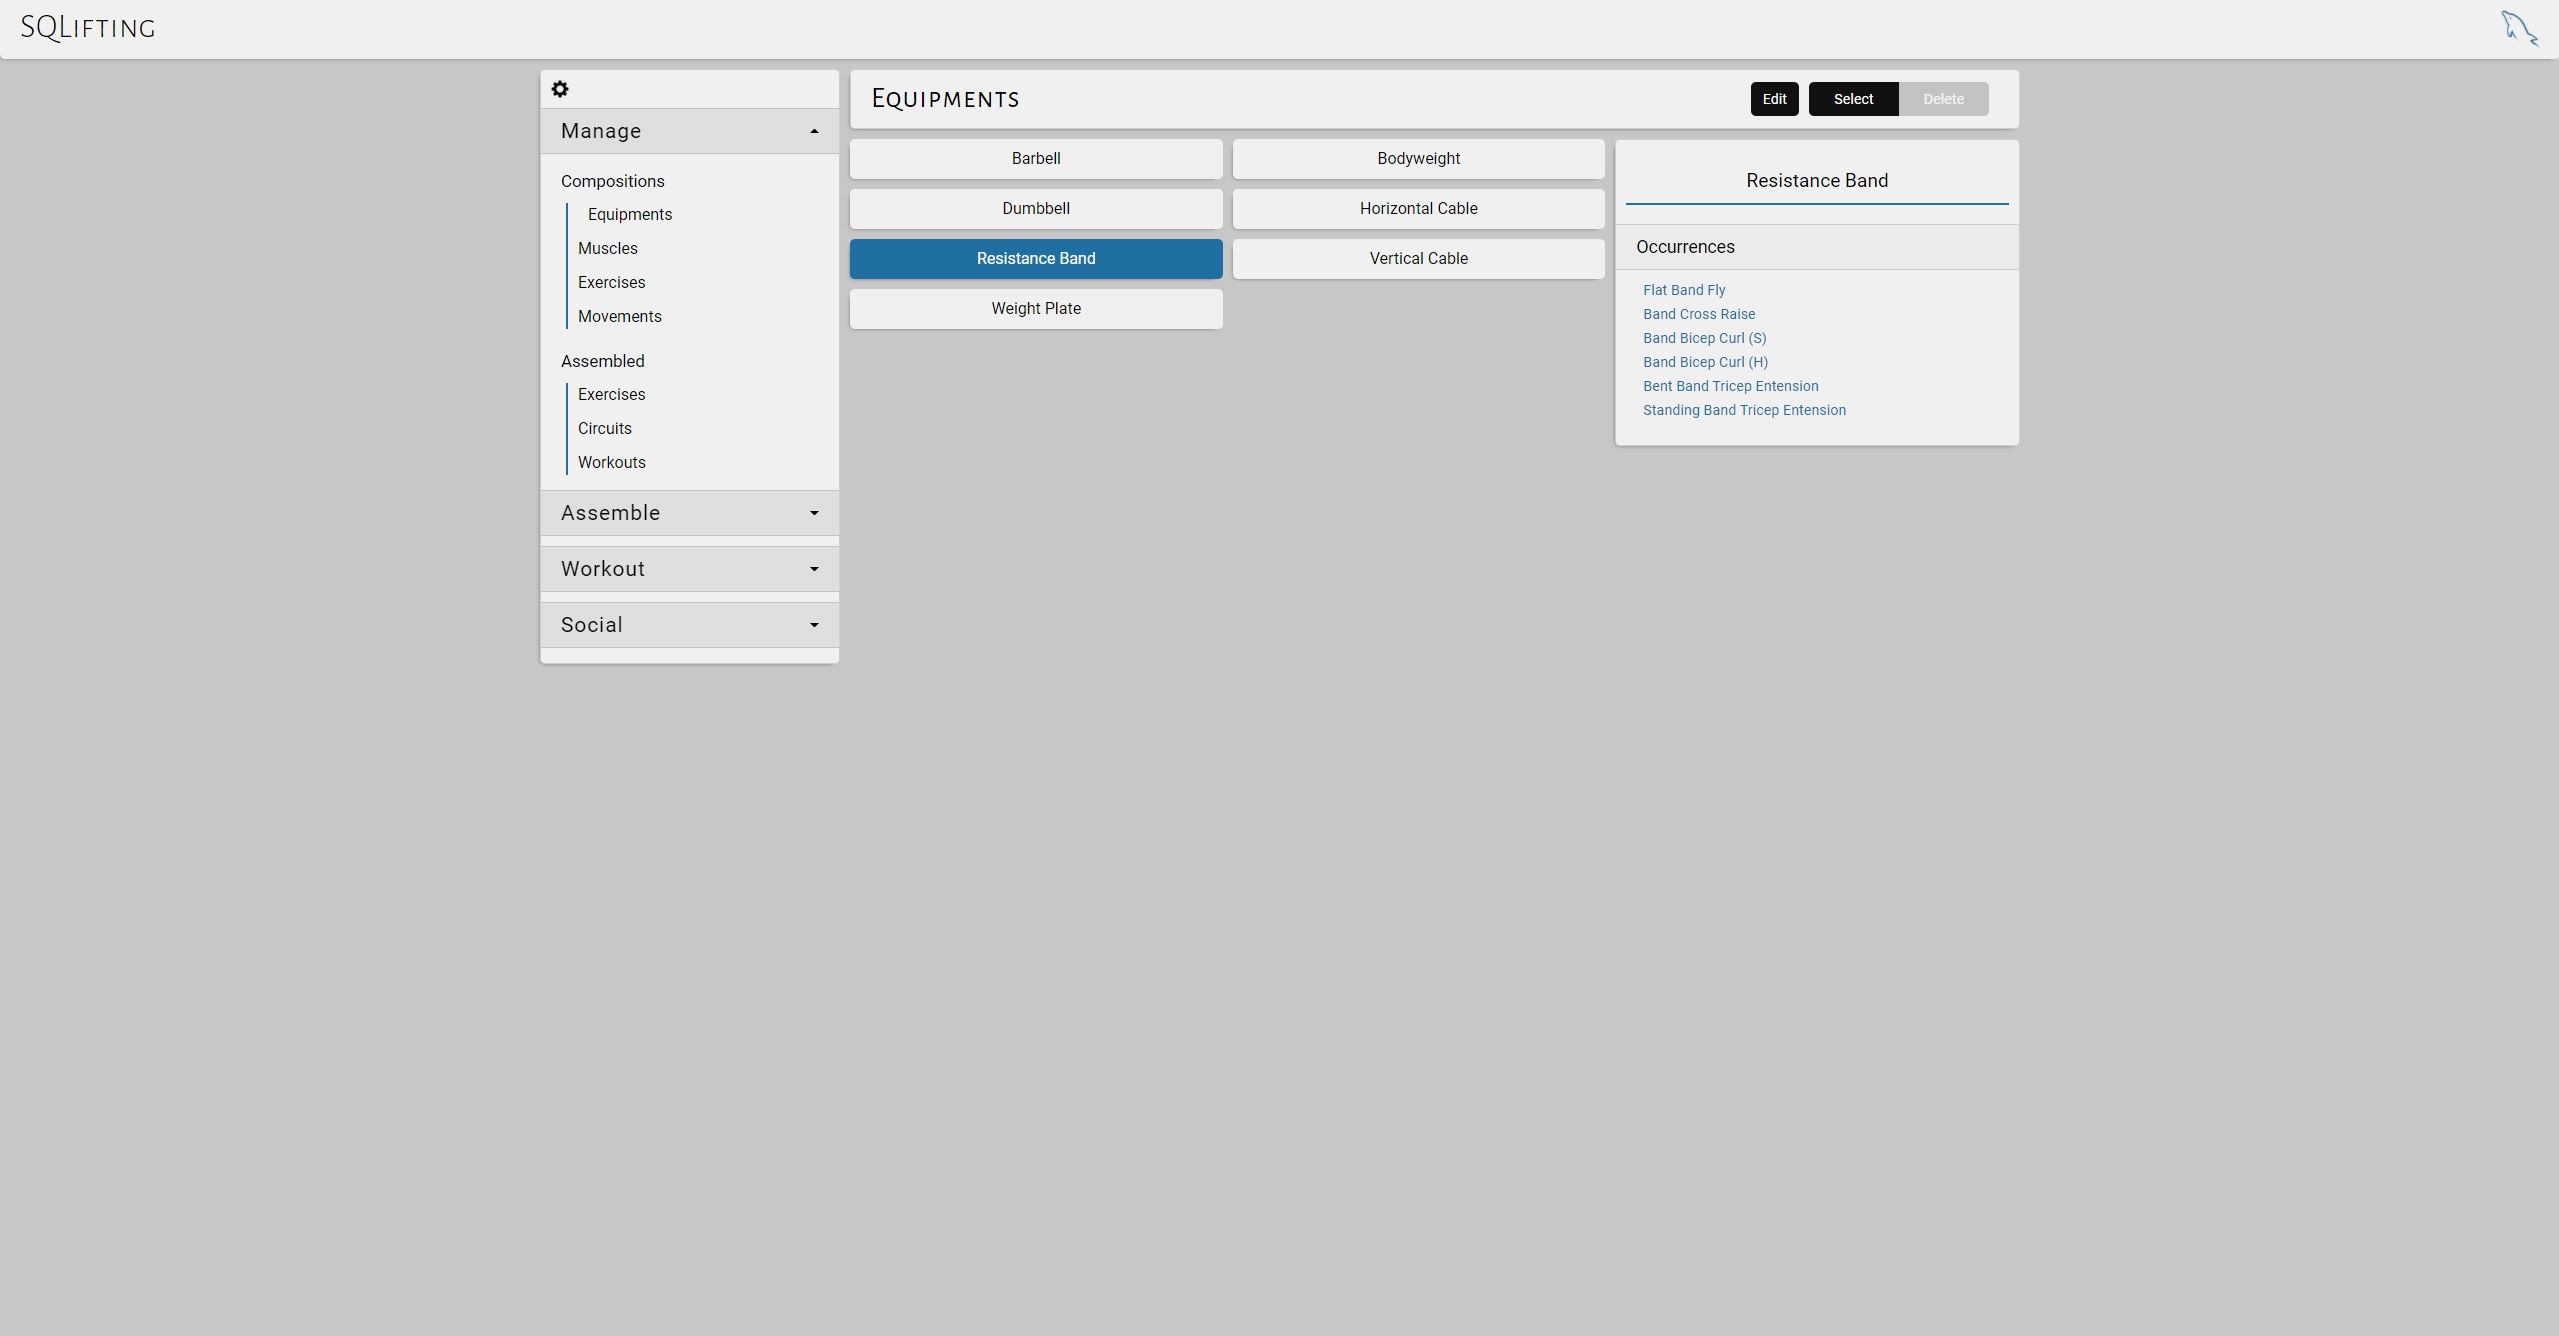 SQLifting
Manage
Compositions
Equipments
Muscles
Exercises
Movements
Assembled
Exercises
Circuits
Workouts
Assemble
Workout
Social
Equipments
Edit
Select
Delete
Barbell
Bodyweight
Dumbbell
Horizontal Cable
Resistance Band
Vertical Cable
Weight Plate
Resistance Band
Occurrences
Flat Band Fly
Band Cross Raise
Band Bicep Curl (S)
Band Bicep Curl (H)
Bent Band Tricep Entension
Standing Band Tricep Entension